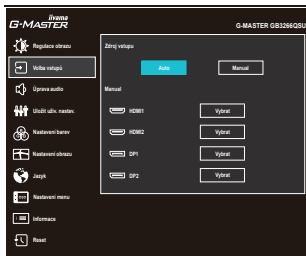 iiyama
G-MASTER
G-MASTER GB3266QSU
Regulace obrazu
Volba vstupů
Úprava audio
Uložit uživ. nastav.
Nastavení barev
Nastavení obrazu
Jazyk
Nastavení menu
Informace
Reset
Zdroj vstupu
Auto
Manual
Manual
HDMI1
Vybrat
HDMI2
Vybrat
DP1
Vybrat
DP2
Vybrat